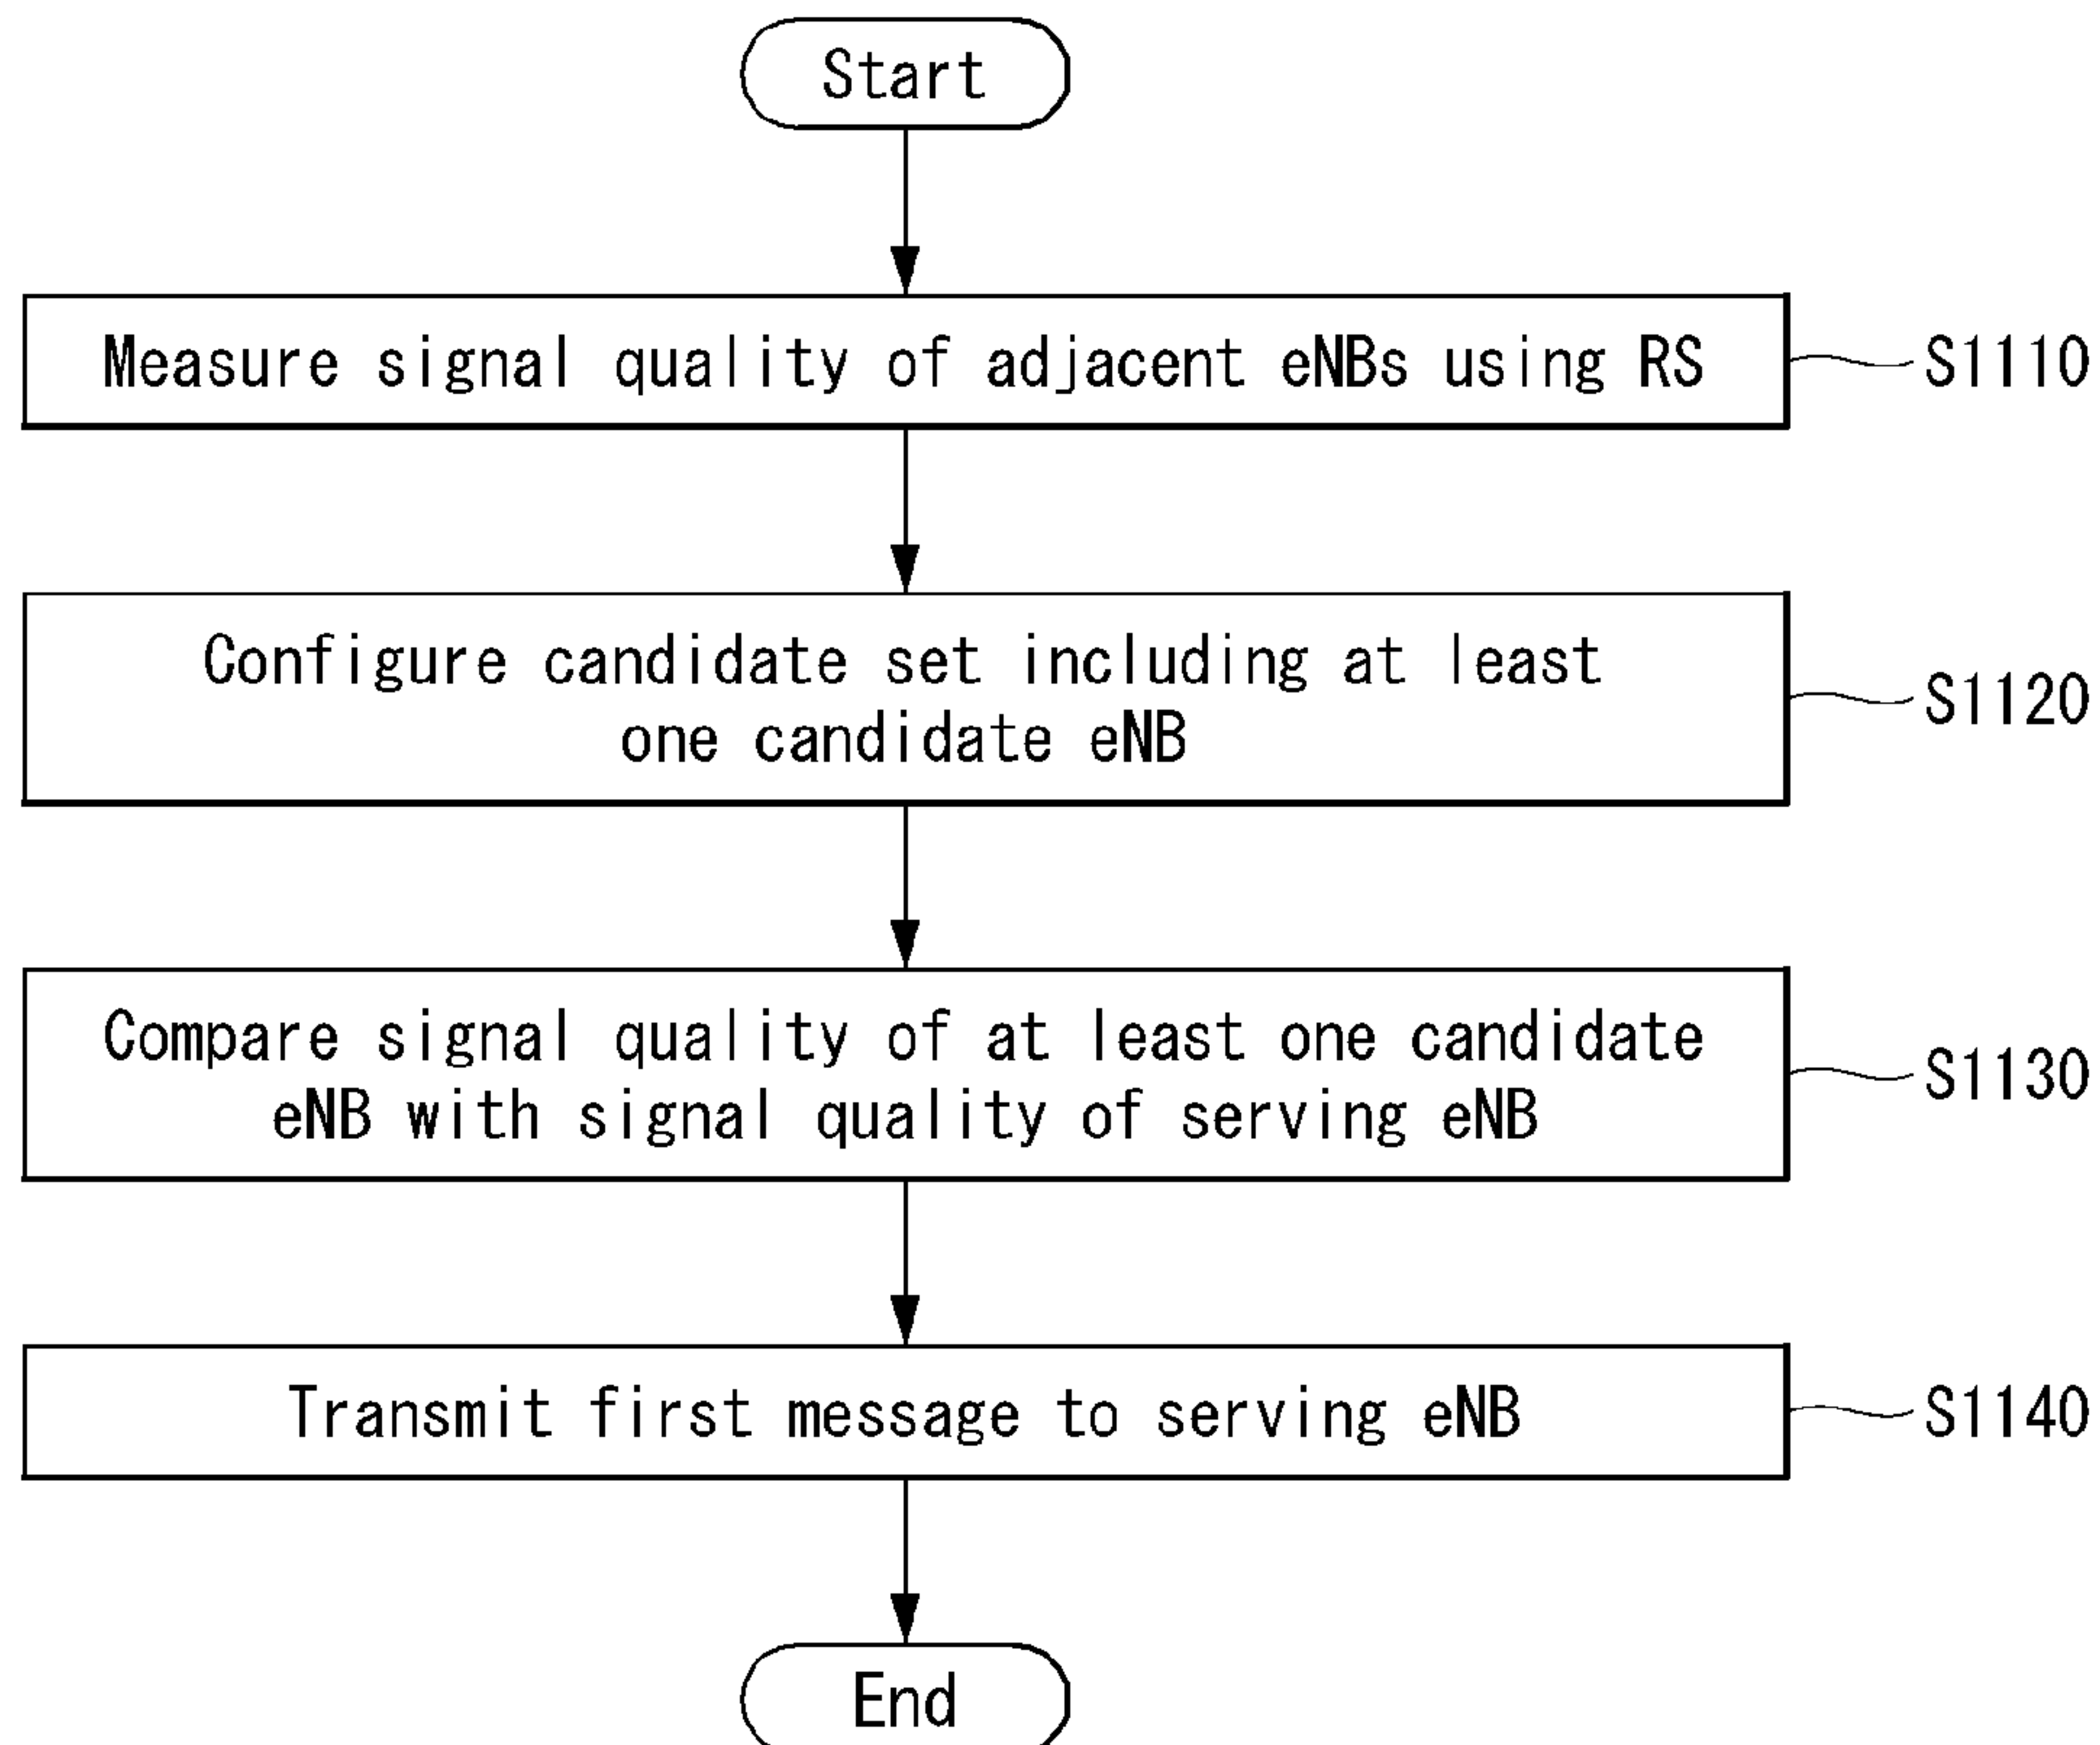 Start
Measure signal quality of adjacent eNBs using RS
S1110
Configure candidate set including at least
one candidate eNB
S1120
Compare signal quality of at least one candidate
eNB with signal quality of serving eNB
S1130
Transmit first message to serving eNB
S1140
End